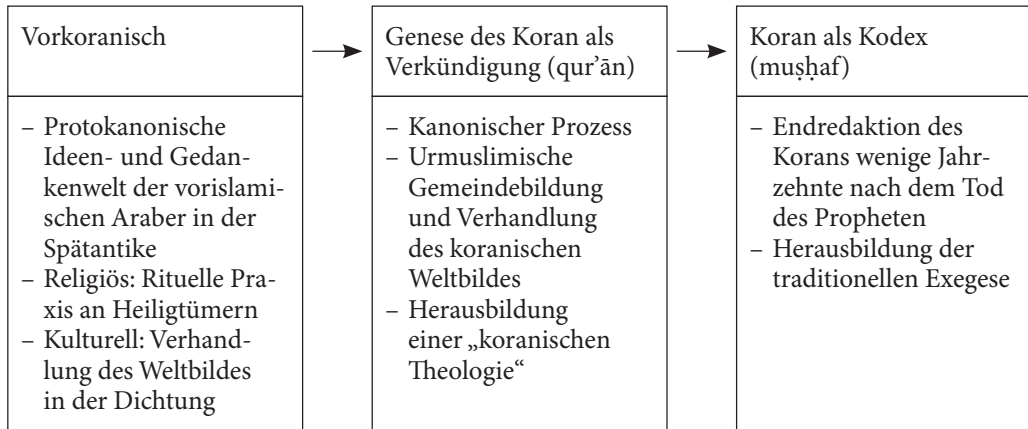 Vorkoranisch
– Protokanonische
Ideen- und Gedan-
kenwelt der vorislami-
schen Araber in der
Spätantike
– Religiös: Rituelle Pra-
xis an Heiligtümern
– Kulturell: Verhand-
lung des Weltbildes
in der Dichtung
Genese des Koran als
Verkündigung (qur’ān)
– Kanonischer Prozess
– Urmuslimische
Gemeindebildung
und Verhandlung
des koranischen
Weltbildes
– Herausbildung
einer „koranischen
Theologie“
Koran als Kodex
(muṣḥaf)
– Endredaktion des
Korans wenige Jahr-
zehnte nach dem Tod
des Propheten
– Herausbildung der
traditionellen Exegese